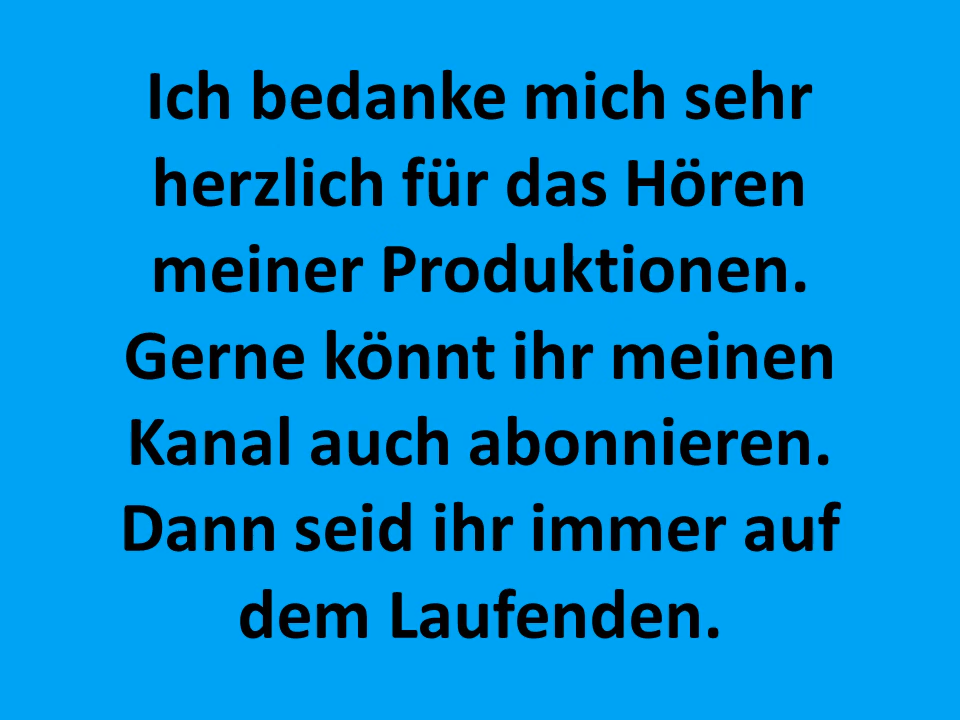 Ich bedanke mich sehr
herzlich für das Hören
meiner Produktionen.
Gerne könnt ihr meinen
Kanal auch abonnieren.
Dann seid ihr immer auf
dem Laufenden.